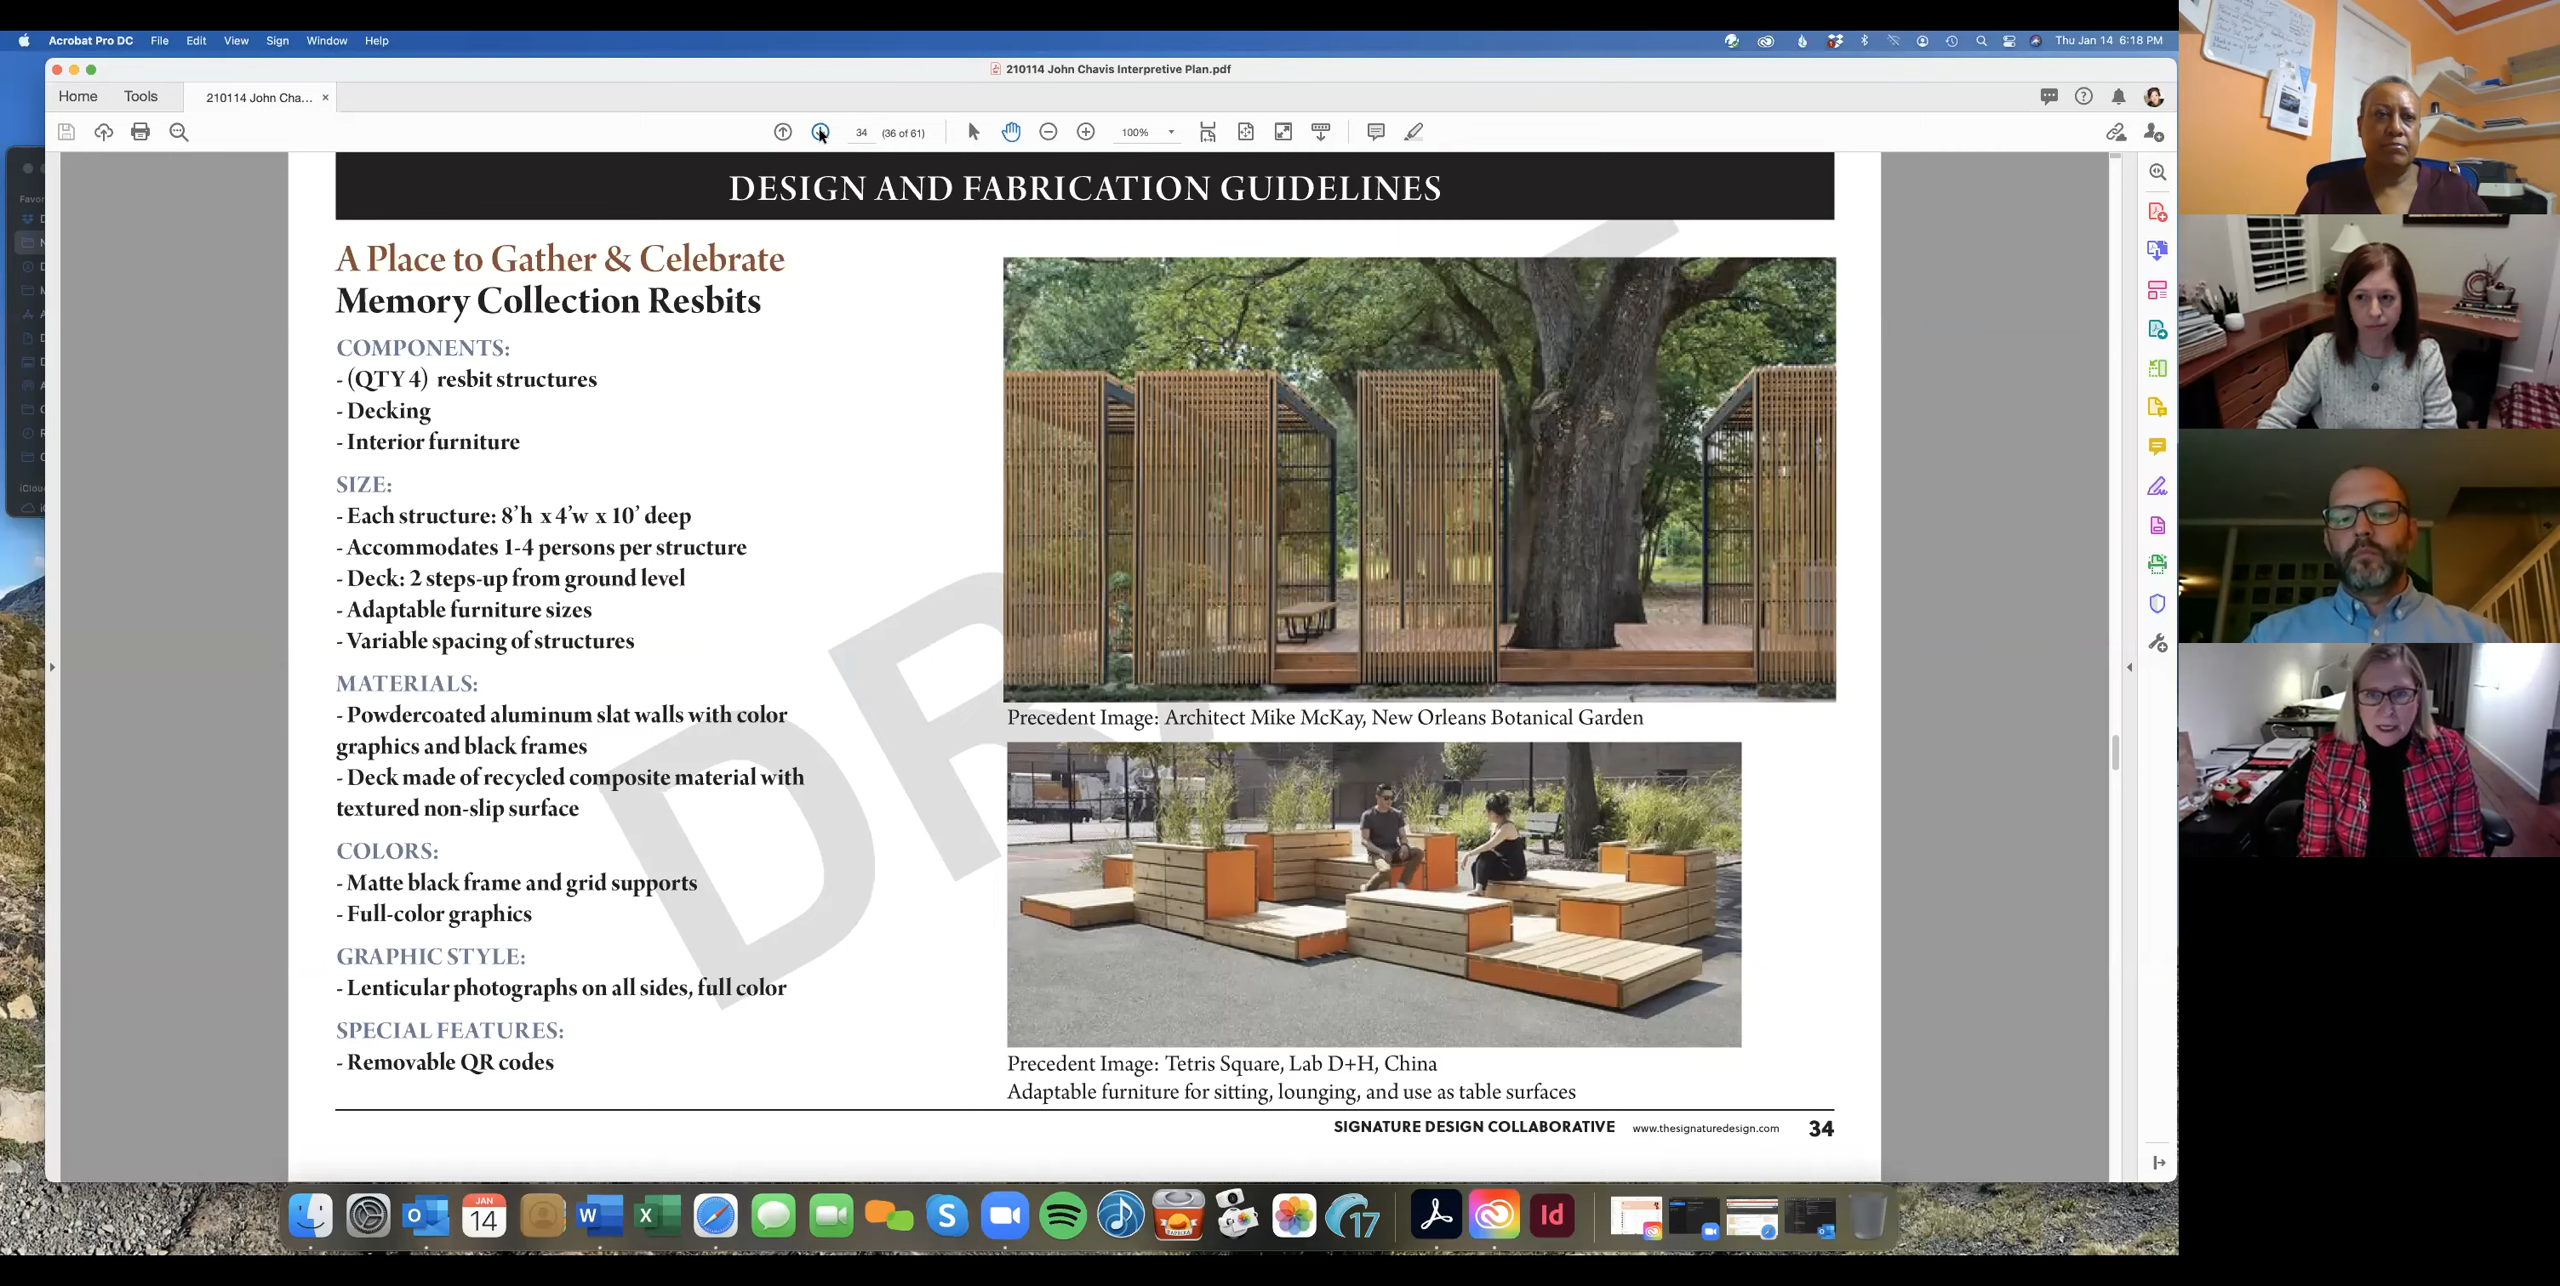 Acrobat Pro DC File Edit View Sign Window Help
Thu Jan 14 6:18 PM
210114 John Chavis Interpretive Plan.pdf
Home Tools 210114 John Cha... ×
34 (36 of 61) 100%
Favor
iClou
DESIGN AND FABRICATION GUIDELINES
A Place to Gather & Celebrate
Memory Collection Resbits
COMPONENTS:
- (QTY 4) resbit structures
- Decking
- Interior furniture
SIZE:
- Each structure: 8’h x 4’w x 10’ deep
- Accommodates 1-4 persons per structure
- Deck: 2 steps-up from ground level
- Adaptable furniture sizes
- Variable spacing of structures
MATERIALS:
- Powdercoated aluminum slat walls with color
graphics and black frames
- Deck made of recycled composite material with
textured non-slip surface
COLORS:
- Matte black frame and grid supports
- Full-color graphics
GRAPHIC STYLE:
- Lenticular photographs on all sides, full color
SPECIAL FEATURES:
- Removable QR codes
Precedent Image: Architect Mike McKay, New Orleans Botanical Garden
Precedent Image: Tetris Square, Lab D+H, China
Adaptable furniture for sitting, lounging, and use as table surfaces
SIGNATURE DESIGN COLLABORATIVE www.thesignaturedesign.com 34
JAN
14
17
Id